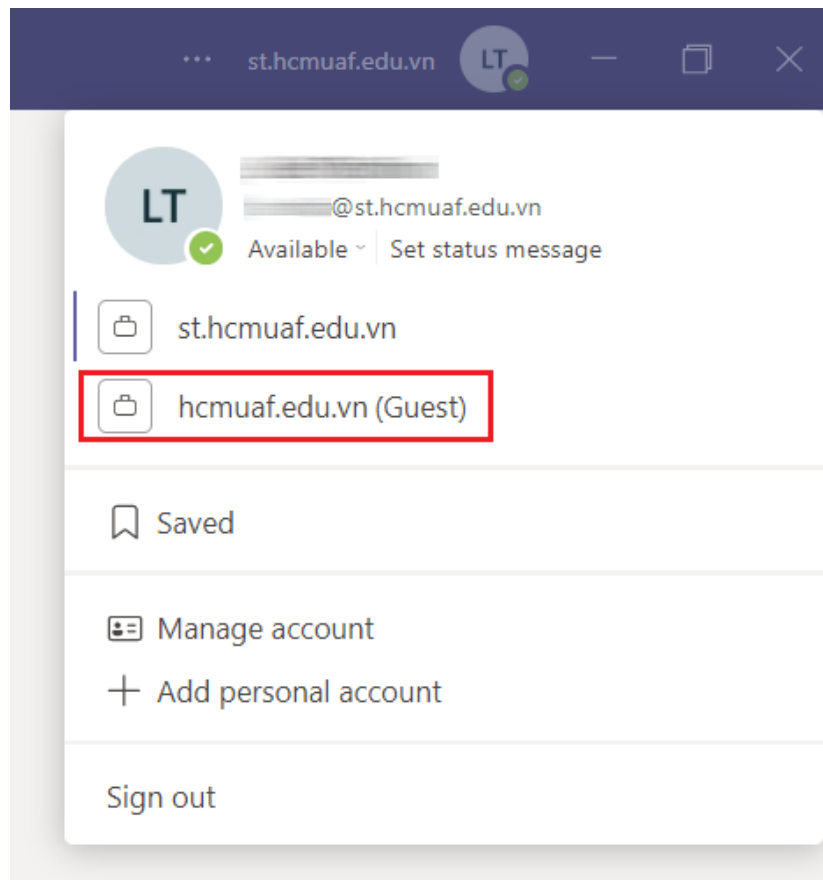 ... st.hcmuaf.edu.vn LT
LT
@st.hcmuaf.edu.vn
Available Set status message
st.hcmuaf.edu.vn
hcmuaf.edu.vn (Guest)
Saved
Manage account
Add personal account
Sign out